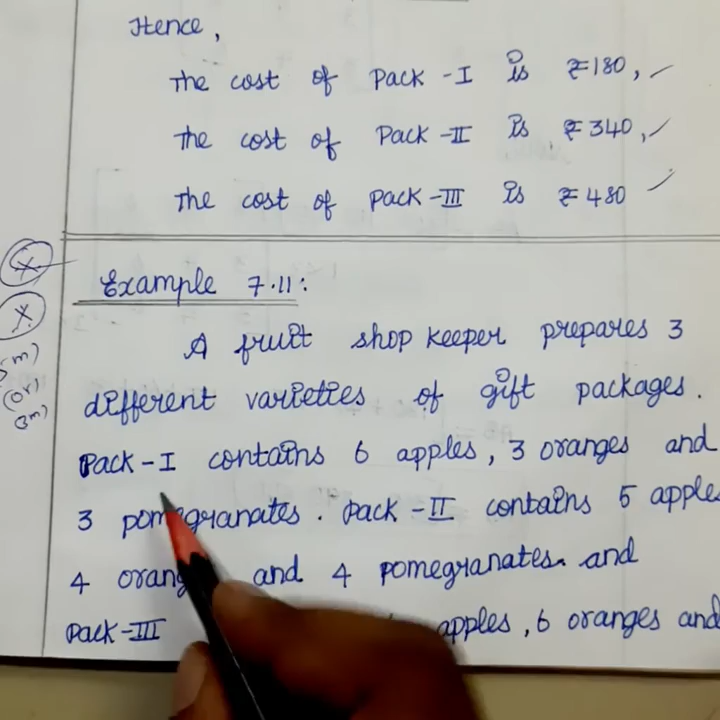 Hence,
The cost of Pack - I is ₹180,
The cost of Pack - II is ₹340,
The cost of Pack - III is ₹480
Example 7.11:
A fruit shop keeper prepares 3
different varieties of gift packages.
Pack - I contains 6 apples, 3 oranges and
3 pomegranates. Pack - II contains 5 apples
4 and 4 pomegranates and
Pack - III apples, 6 oranges and